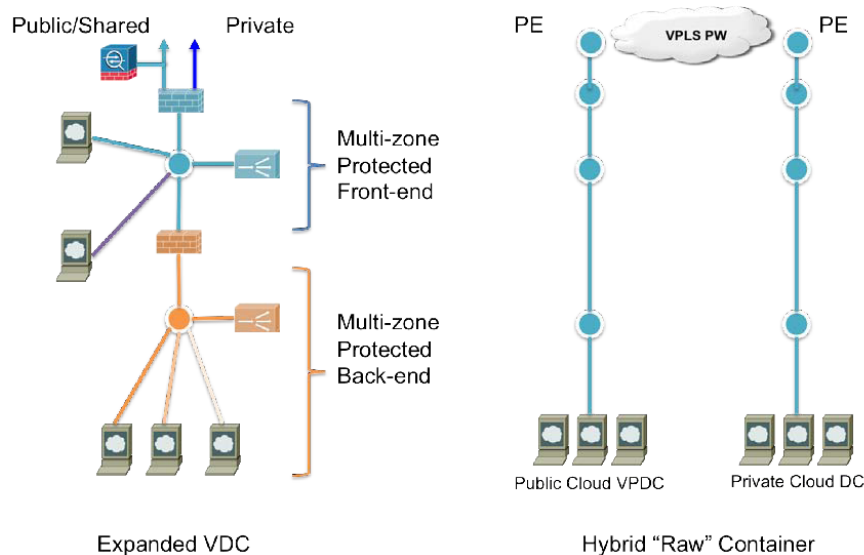 Public/Shared
Private
Multi-zone
Protected
Front-end
Multi-zone
Protected
Back-end
Expanded VDC
PE
VPLS PW
PE
Public Cloud VPDC
Private Cloud DC
Hybrid “Raw” Container